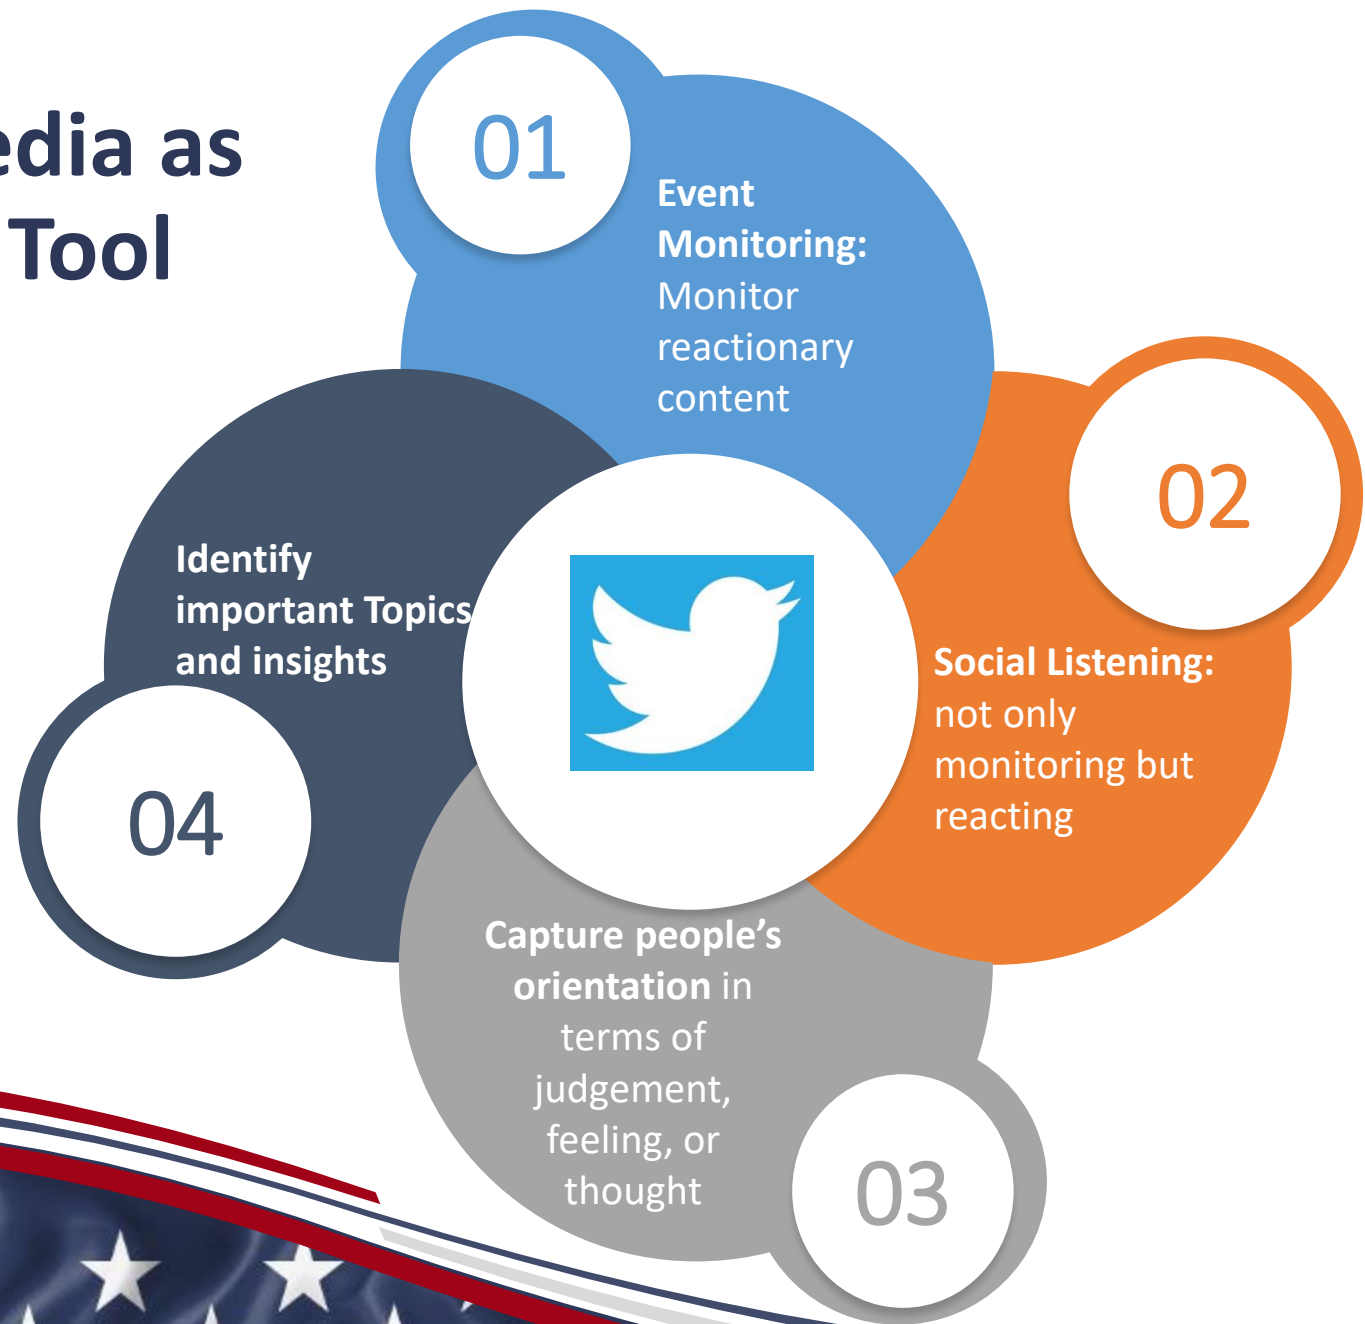 edia as
Tool
01
Event
Monitoring:
Monitor
reactionary
content
02
Social Listening:
not only
monitoring but
reacting
Capture people’s
orientation in
terms of
judgement,
feeling, or
thought
03
Identify
important Topics
and insights
04